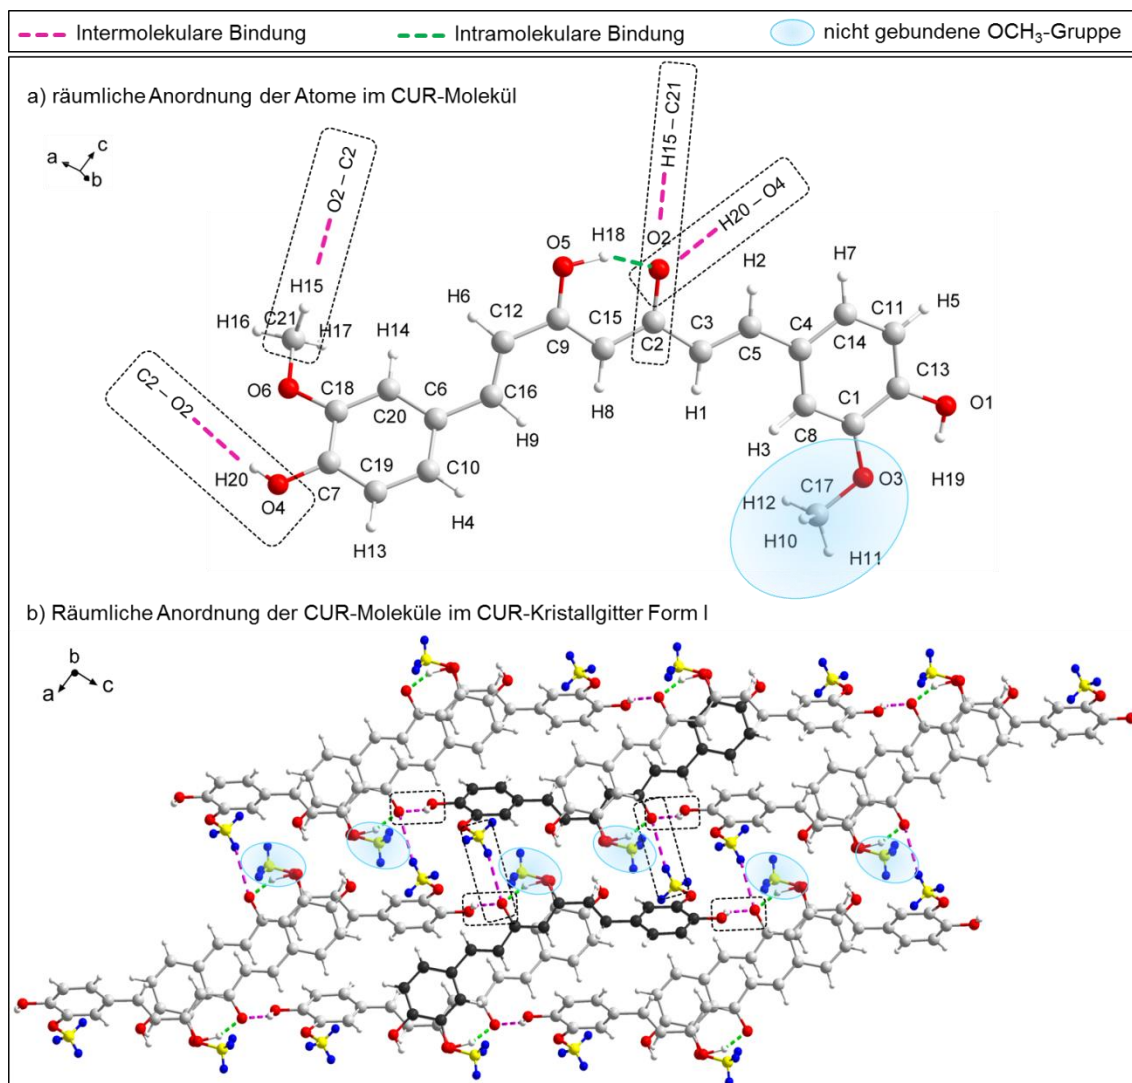 Intermolekulare Bindung
Intramolekulare Bindung
nicht gebundene OCH₃-Gruppe
a) räumliche Anordnung der Atome im CUR-Molekül
a
c
b
O2 – C2
H15 – C21
H20 – O4
C2 – O2
H15
H16
C21
H17
O6
C18
H14
C20
C6
H20
O4
C7
C19
C10
H13
H4
H6
C12
C16
H9
O5
H18
O2
C9
C15
H8
C2
C3
H1
H2
C5
C4
H7
C11
H5
C14
C13
C1
O1
H3
C8
O3
H19
C17
H12
H10
H11
b) Räumliche Anordnung der CUR-Moleküle im CUR-Kristallgitter Form I
b
a
c